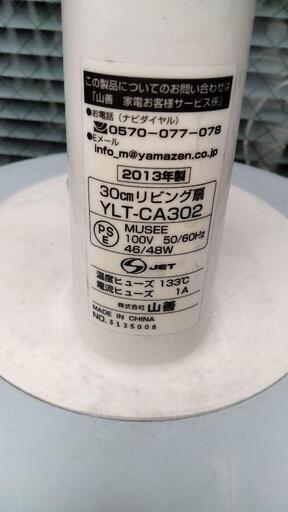 この製品についてのお問い合わせは
「山善 家電お客様サービス係」
●お電話（ナビダイヤル）
0570-077-078
●Eメール
info_m@yamazen.co.jp
2013年製
30cmリビング扇
YLT-CA302
PSE
MUSEE
100V 50/60Hz
46/48W
JET
温度ヒューズ 133℃
電流ヒューズ 1A
株式会社 山善
MADE IN CHINA
NO.3135008